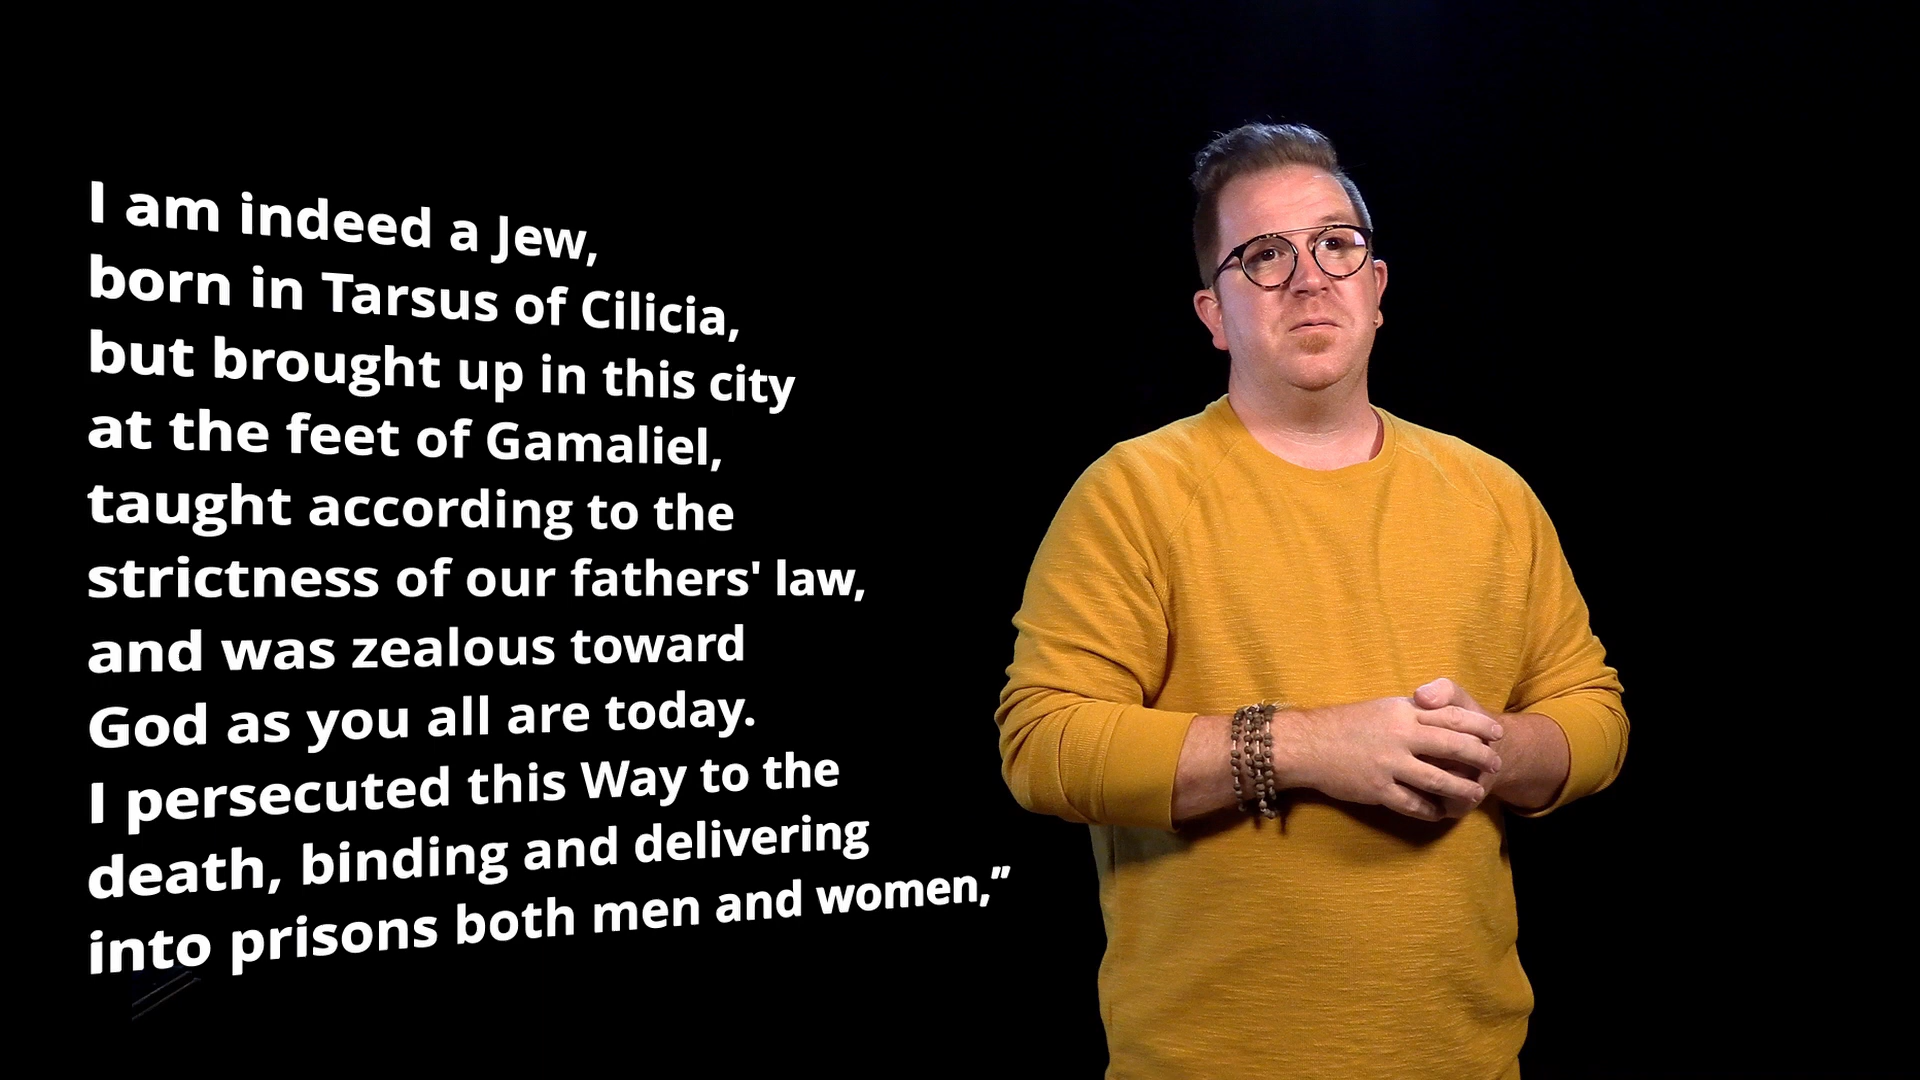 I am indeed a Jew,
born in Tarsus of Cilicia,
but brought up in this city
at the feet of Gamaliel,
taught according to the
strictness of our fathers' law,
and was zealous toward
God as you all are today.
I persecuted this Way to the
death, binding and delivering
into prisons both men and women,”